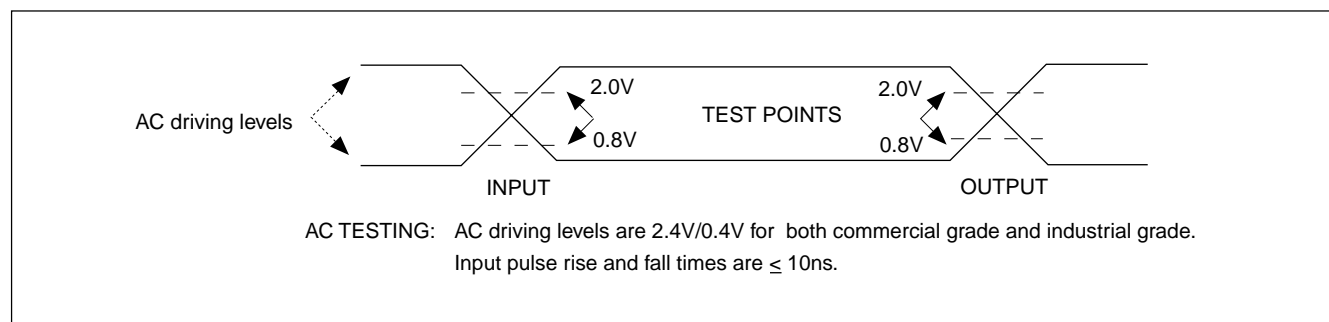 2.0V
2.0V
AC driving levels
TEST POINTS
0.8V
0.8V
INPUT
OUTPUT
AC TESTING: AC driving levels are 2.4V/0.4V for both commercial grade and industrial grade.
Input pulse rise and fall times are ≤ 10ns.